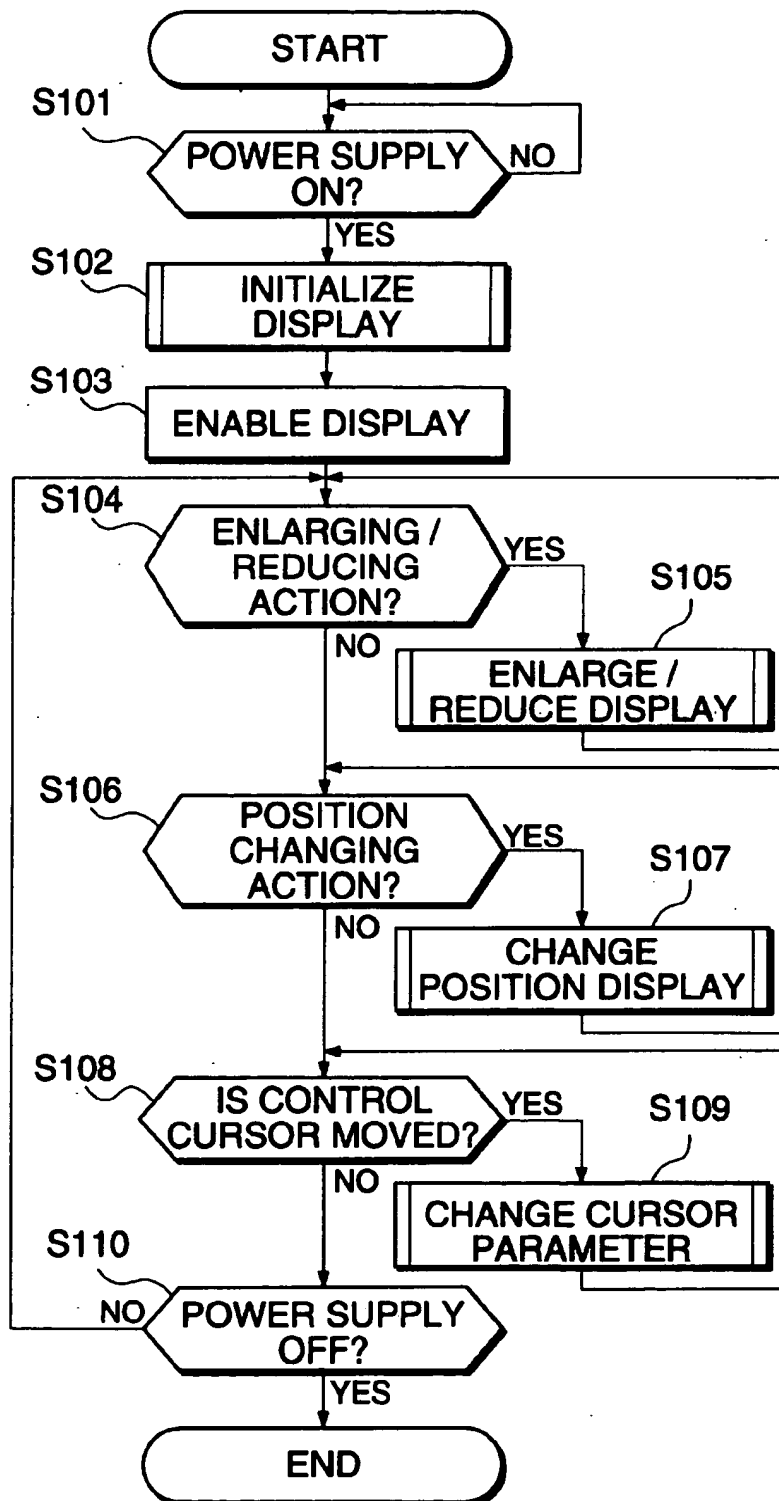 START
S101
POWER SUPPLY
ON?
NO
YES
S102
INITIALIZE
DISPLAY
S103
ENABLE DISPLAY
S104
ENLARGING /
REDUCING
ACTION?
YES
NO
S105
ENLARGE /
REDUCE DISPLAY
S106
POSITION
CHANGING
ACTION?
YES
NO
S107
CHANGE
POSITION DISPLAY
S108
IS CONTROL
CURSOR MOVED?
YES
NO
S109
CHANGE CURSOR
PARAMETER
S110
NO
POWER SUPPLY
OFF?
YES
END